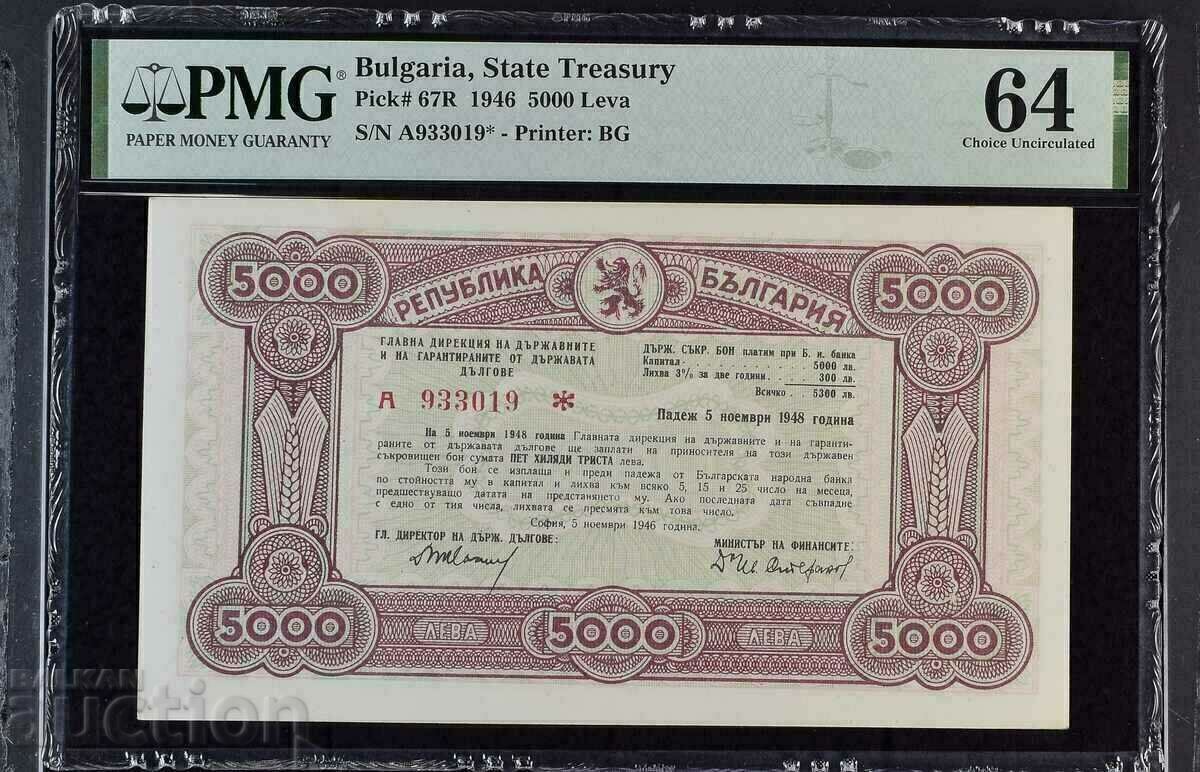 PMG
PMG®
PAPER MONEY GUARANTY
Bulgaria, State Treasury
Pick# 67R 1946 5000 Leva
S/N A933019* - Printer: BG
64
Choice Uncirculated
5000
РЕПУБЛИКА БЪЛГАРИЯ
5000
ГЛАВНА ДИРЕКЦИЯ НА ДЪРЖАВНИТЕ
И НА ГАРАНТИРАНИТЕ ОТ ДЪРЖАВАТА
ДЪЛГОВЕ
А 933019 *
ДЪРЖ. СЪКР. БОН платим при Б. н. банка
Капитал . . . . . . . . . . . . 5000 лв.
Лихва 3% за две години . . 300 лв.
Всичко . . 5300 лв.
Падеж 5 ноември 1948 година
На 5 ноември 1948 година Главната дирекция на държавните и на гаранти-
раните от държавата дългове ще заплати на приносителя на този държавен
съкровищен бон сумата ПЕТ ХИЛЯДИ ТРИСТА лева.
Този бон се изплаща и преди падежа от Българската народна банка
по стойността му в капитал и лихва към всяко 5, 15 и 25 число на месеца,
предшествуващо датата на представянето му. Ако последната дата съвпадне
с едно от тия числа, лихвата се пресмята към това число.
София, 5 ноември 1946 година.
ГЛ. ДИРЕКТОР НА ДЪРЖ. ДЪЛГОВЕ:
МИНИСТЪР НА ФИНАНСИТЕ:
5000
ЛЕВА
5000
ЛЕВА
5000
BALKAN
auction